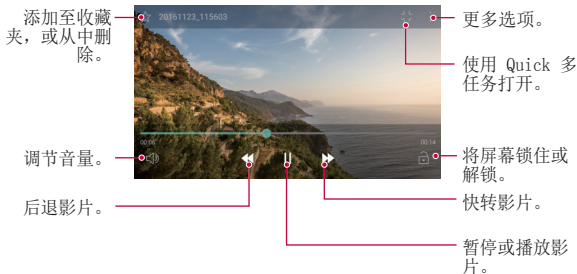 添加至收藏
夹，或从中删
除。
20161123_115603
更多选项。
使用 Quick 多
任务打开。
00:06
00:14
调节音量。
将屏幕锁住或
解锁。
后退影片。
快转影片。
暂停或播放影
片。